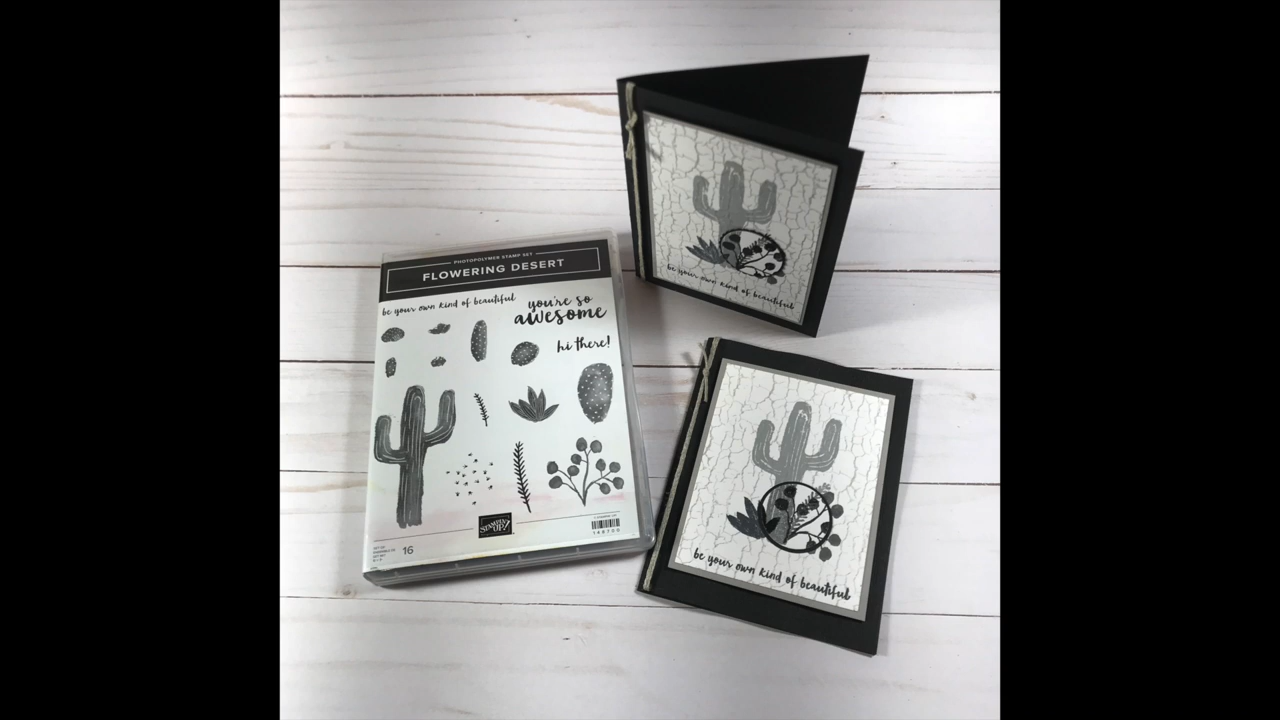 PHOTOPOLYMER STAMP SET
FLOWERING DESERT
be your own kind of beautiful
you're so
awesome
hi there!
STAMPIN' UP!
16
148700
be your own kind of beautiful
be your own kind of beautiful